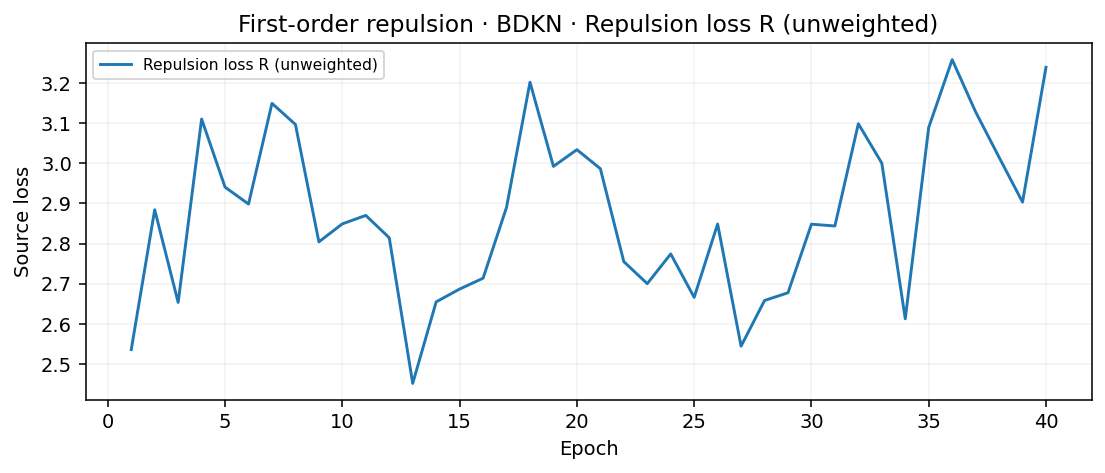 First-order repulsion · BDKN · Repulsion loss R (unweighted)
Repulsion loss R (unweighted)
Source loss
3.2
3.1
3.0
2.9
2.8
2.7
2.6
2.5
0 5 10 15 20 25 30 35 40
Epoch